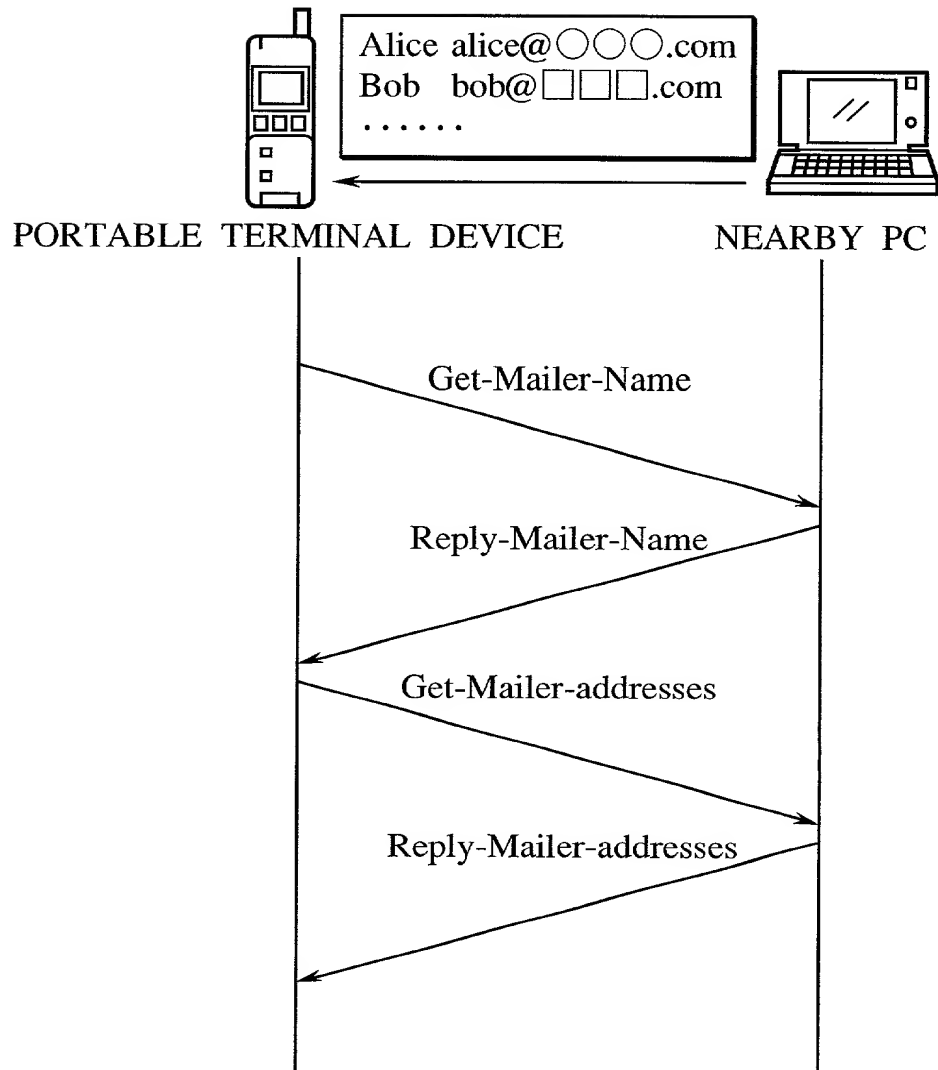 Alice alice@○○○.com
Bob bob@□□□.com
......
PORTABLE TERMINAL DEVICE
NEARBY PC
Get-Mailer-Name
Reply-Mailer-Name
Get-Mailer-addresses
Reply-Mailer-addresses